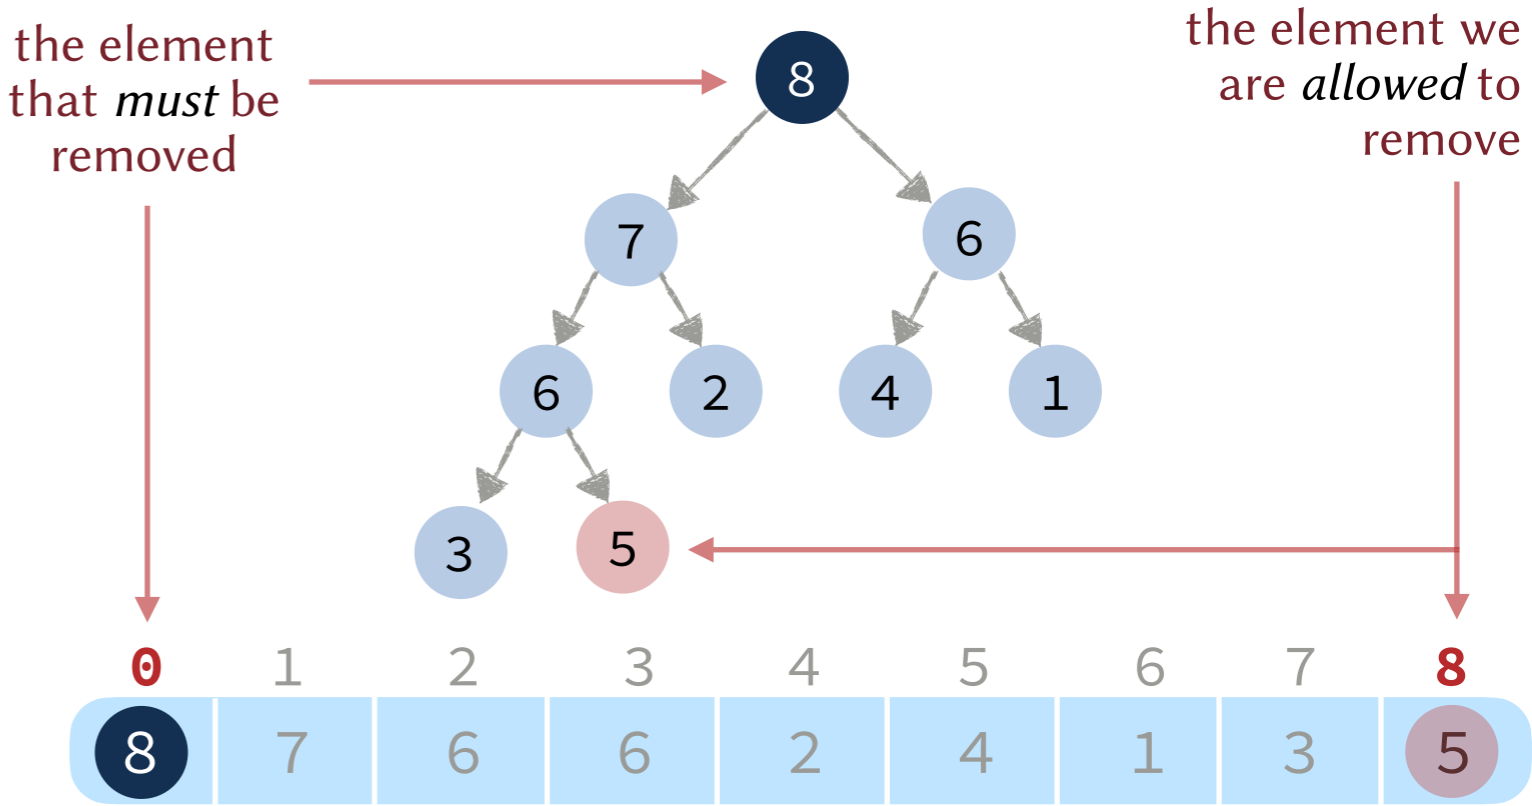 the element
that must be
removed
the element we
are allowed to
remove
8
7 6
6 2 4 1
3 5
0 1 2 3 4 5 6 7 8
8 7 6 6 2 4 1 3 5